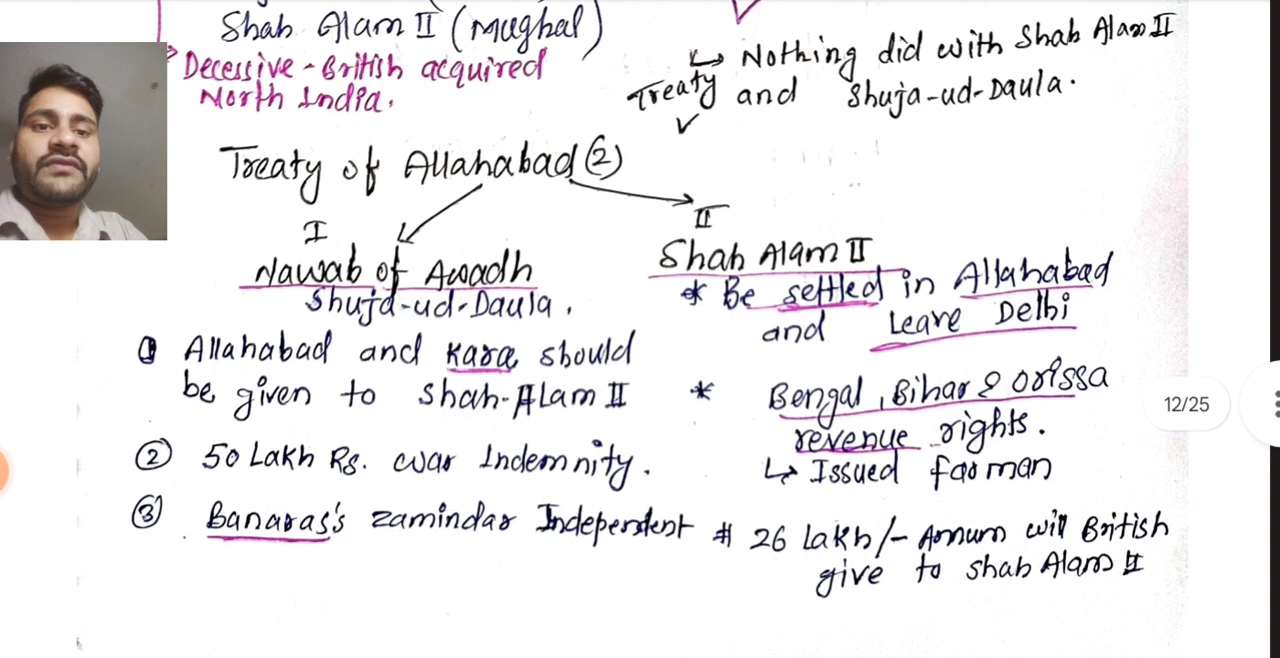 Shah Alam II (Mughal)
Decessive - British acquired
North India.
↳ Nothing did with Shah Alam II
Treaty and Shuja-ud-Daula.
Treaty of Allahabad (2)
I
Nawab of Awadh
Shuja-ud-Daula.
① Allahabad and Kara should
be given to Shah-Alam II
② 50 Lakh Rs. war Indemnity.
③ Banaras's zamindar Independent
II
Shah Alam II
* Be settled in Allahabad
and Leave Delhi
* Bengal, Bihar & Orissa
revenue rights.
↳ Issued farman
# 26 Lakh/- Annum will British
give to Shah Alam II
12/25